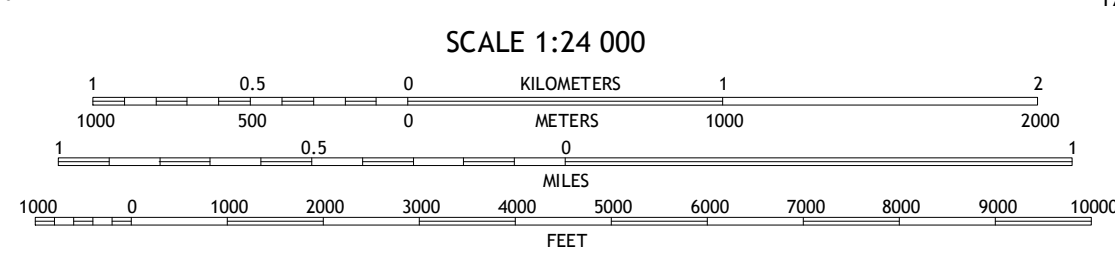 SCALE 1:24 000
1 0.5 0 KILOMETERS 1 2
1000 500 0 METERS 1000 2000
1 0.5 0 1
MILES
1000 0 1000 2000 3000 4000 5000 6000 7000 8000 9000 10000
FEET